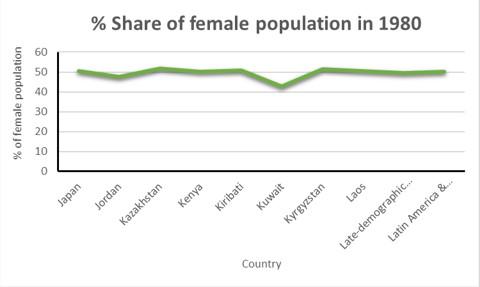 % Share of female population in 1980
% of female population
60
50
40
30
20
10
0
Japan
Jordan
Kazakhstan
Kenya
Kiribati
Kuwait
Kyrgyzstan
Laos
Late-demographic...
Latin America &...
Country